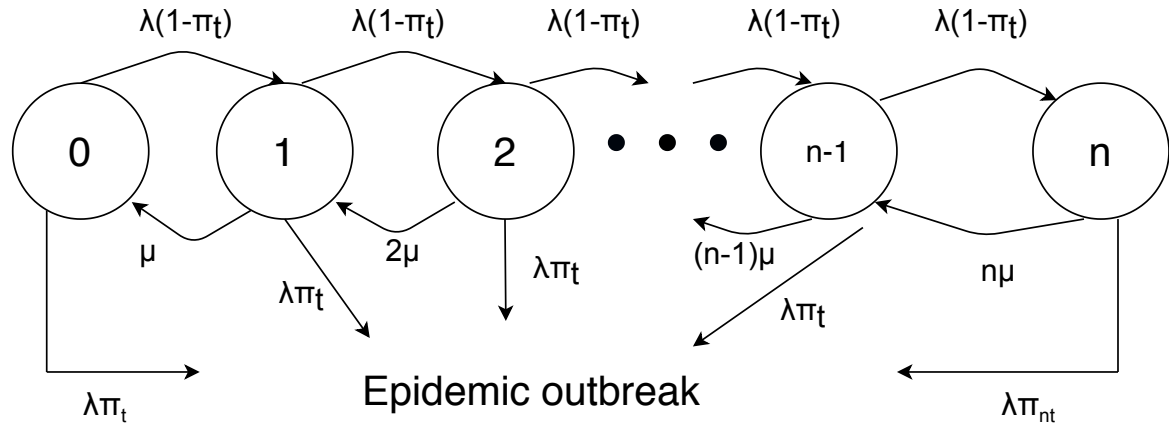 λ(1-πt) λ(1-πt) λ(1-πt) λ(1-πt) λ(1-πt)
0 1 2 n-1 n
μ 2μ (n-1)μ nμ
λπt λπt λπt
Epidemic outbreak
λπt λπnt